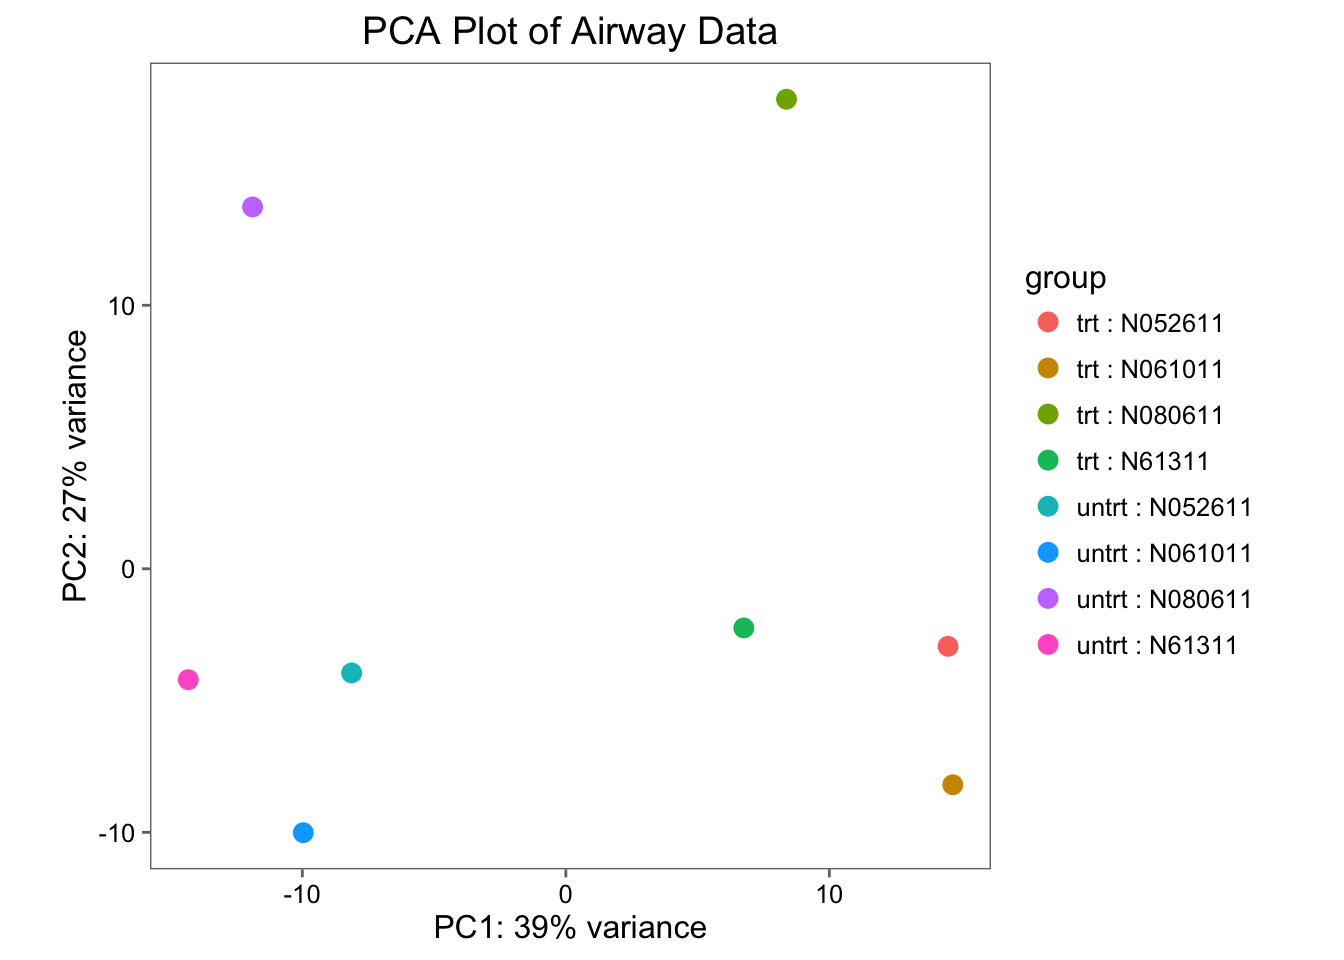 PCA Plot of Airway Data
PC2: 27% variance
10
0
-10
-10
0
10
PC1: 39% variance
group
trt : N052611
trt : N061011
trt : N080611
trt : N61311
untrt : N052611
untrt : N061011
untrt : N080611
untrt : N61311